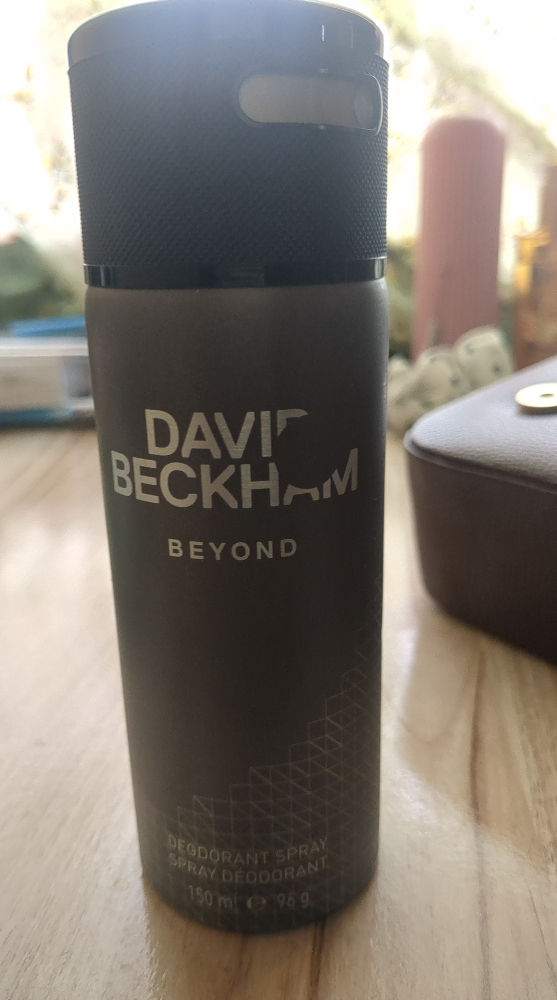 DAVID
BECKHAM
BEYOND
DEODORANT SPRAY
SPRAY DÉODORANT
150 ml ℮ 96 g